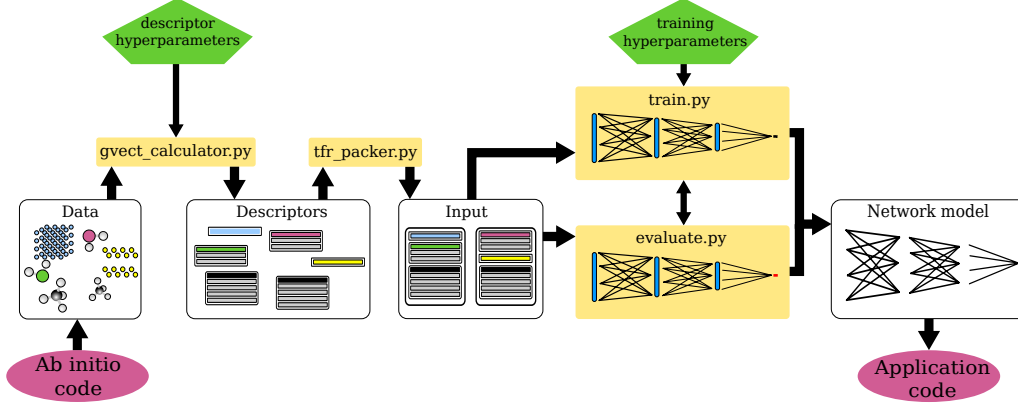 descriptor
hyperparameters
training
hyperparameters
gvect_calculator.py
tfr_packer.py
train.py
Data
Descriptors
Input
evaluate.py
Network model
Ab initio
code
Application
code